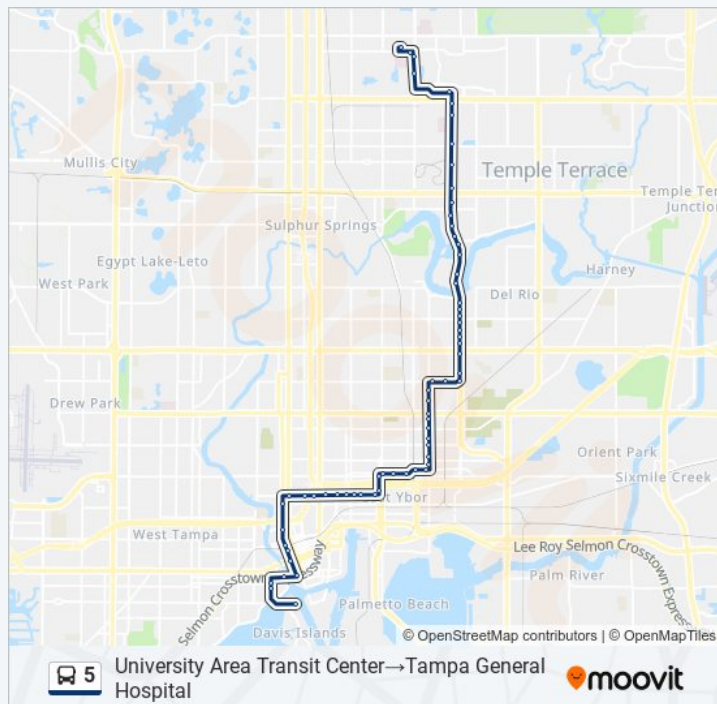 Mullis City
Temple Terrace
Temple Ter
Junction
Sulphur Springs
Egypt Lake-Leto
West Park
Harney
Del Rio
Drew Park
Orient Park
Sixmile Creek
Ybor
West Tampa
Lee Roy Selmon Crosstown Expres
Selmon Crosstown
essway
Palm River
Palmetto Beach
Davis Islands
© OpenStreetMap contributors | © OpenMapTiles
5
University Area Transit Center→Tampa General
Hospital
moovit